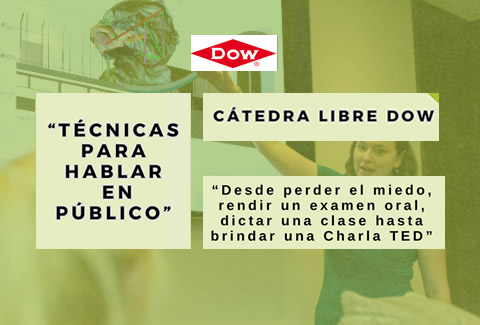 Dow
®
CÁTEDRA LIBRE DOW
“TÉCNICAS
PARA
HABLAR
EN
PÚBLICO”
“Desde perder el miedo,
rendir un examen oral,
dictar una clase hasta
brindar una Charla TED”